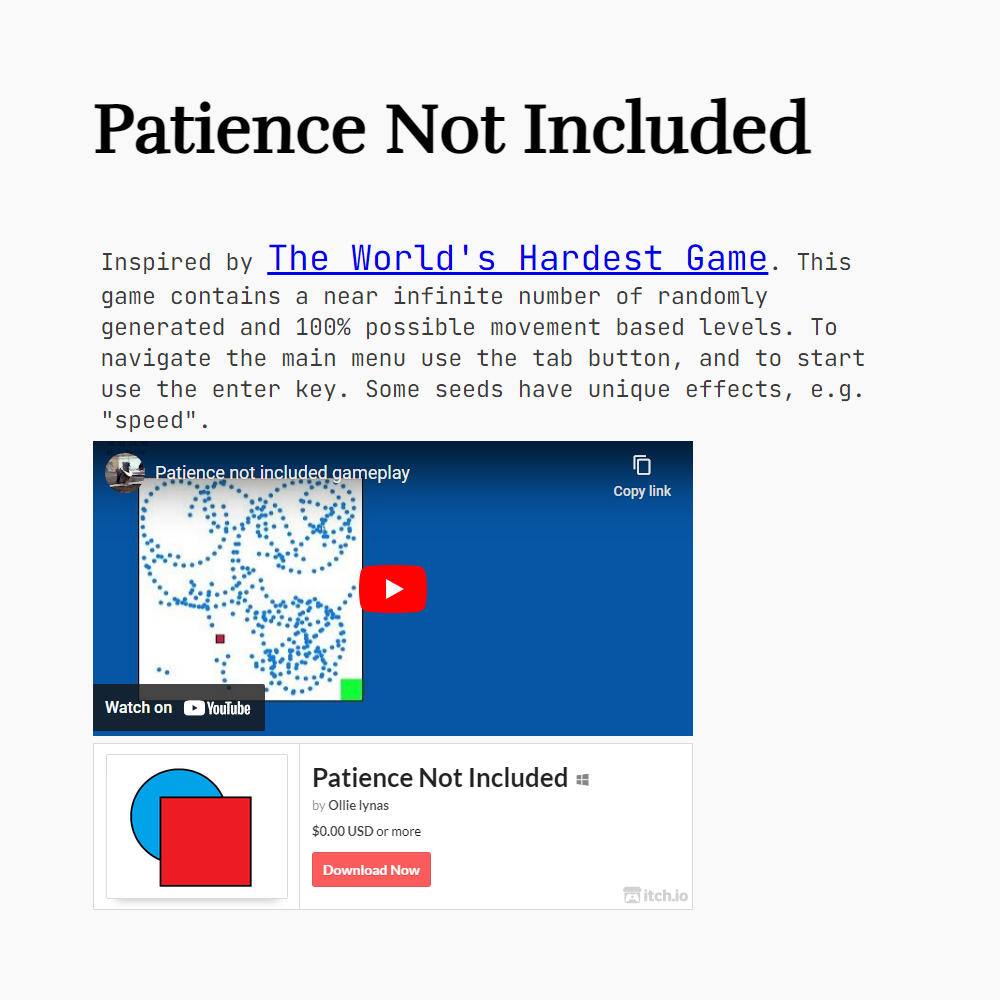 Patience Not Included
Inspired by The World's Hardest Game. This
game contains a near infinite number of randomly
generated and 100% possible movement based levels. To
navigate the main menu use the tab button, and to start
use the enter key. Some seeds have unique effects, e.g.
"speed".
Patience not included gameplay
Copy link
Watch on YouTube
Patience Not Included
by Ollie lynas
$0.00 USD or more
Download Now
itch.io